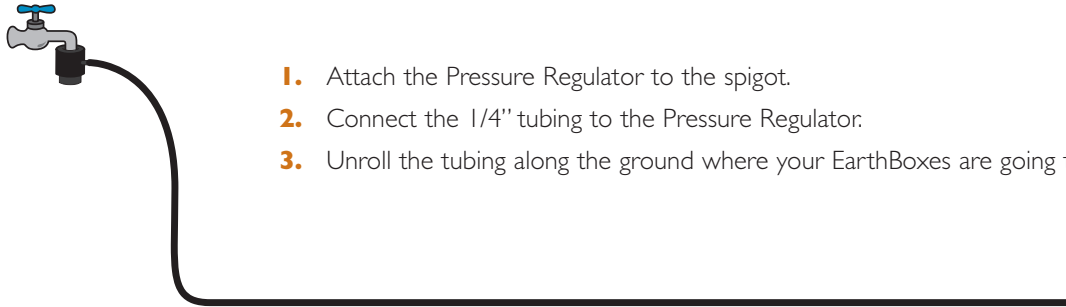 1. Attach the Pressure Regulator to the spigot.
2. Connect the 1/4” tubing to the Pressure Regulator.
3. Unroll the tubing along the ground where your EarthBoxes are going